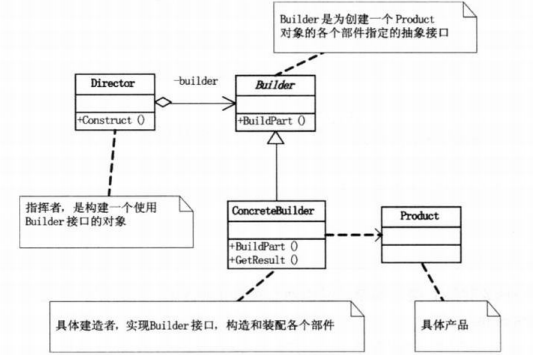 Builder是为创建一个Product
对象的各个部件指定的抽象接口
Director
-builder
Builder
+Construct()
+BuildPart()
指挥者，是构建一个使用
Builder接口的对象
ConcreteBuilder
Product
+BuildPart()
+GetResult()
具体建造者，实现Builder接口，构造和装配各个部件
具体产品